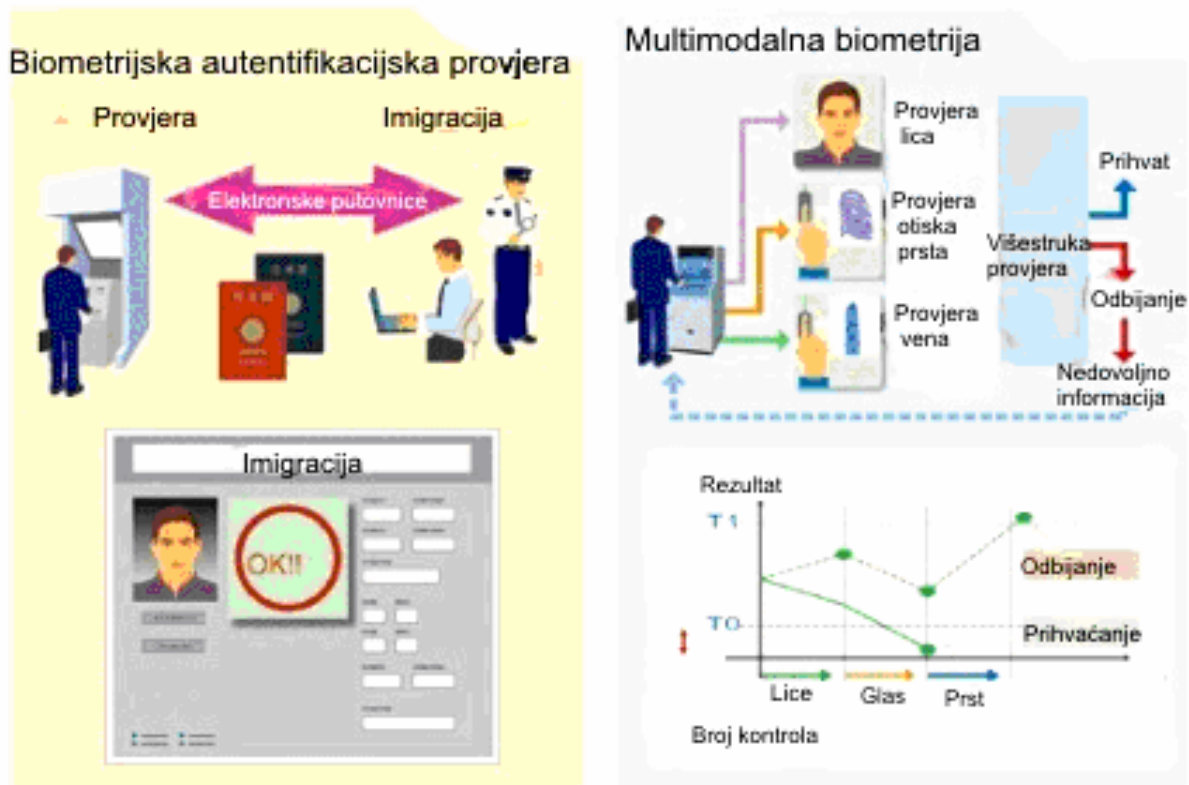 Biometrijska autentifikacijska provjera
Provjera
Imigracija
Elektronske putovnice
Imigracija
OK!!
Multimodalna biometrija
Provjera
lica
Provjera
otiska
prsta
Provjera
vena
Višestruka
provjera
Prihvat
Odbijanje
Nedovoljno
informacija
Rezultat
T1
Odbijanje
T0
Prihvaćanje
Lice
Glas
Prst
Broj kontrola